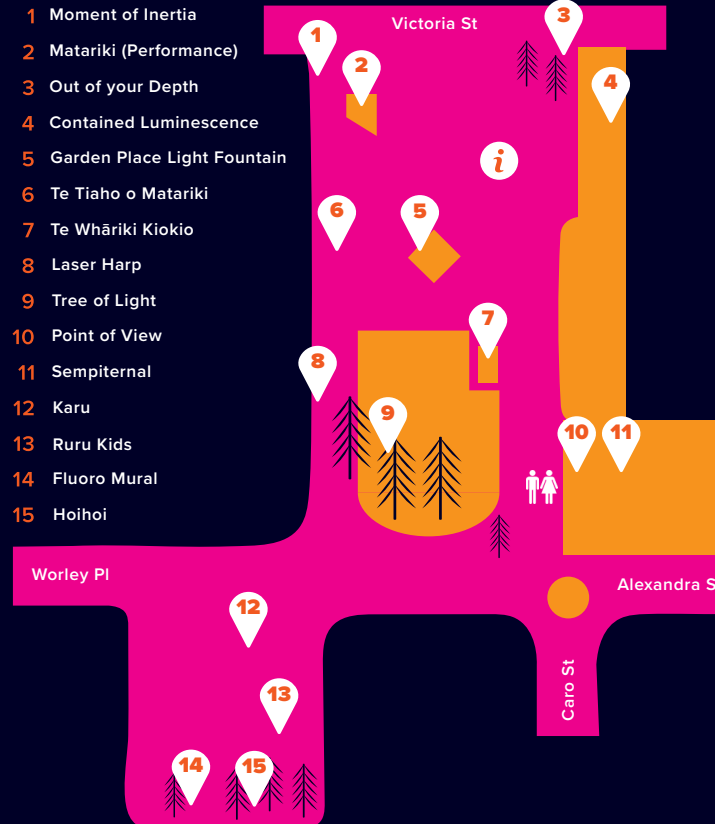 1 Moment of Inertia
2 Matariki (Performance)
3 Out of your Depth
4 Contained Luminescence
5 Garden Place Light Fountain
6 Te Tiaho o Matariki
7 Te Whāriki Kiokio
8 Laser Harp
9 Tree of Light
10 Point of View
11 Sempiternal
12 Karu
13 Ruru Kids
14 Fluoro Mural
15 Hoihoi
Victoria St
3
1
2
4
i
6
5
7
8
9
10
11
Worley Pl
Alexandra S
12
Caro St
13
14
15